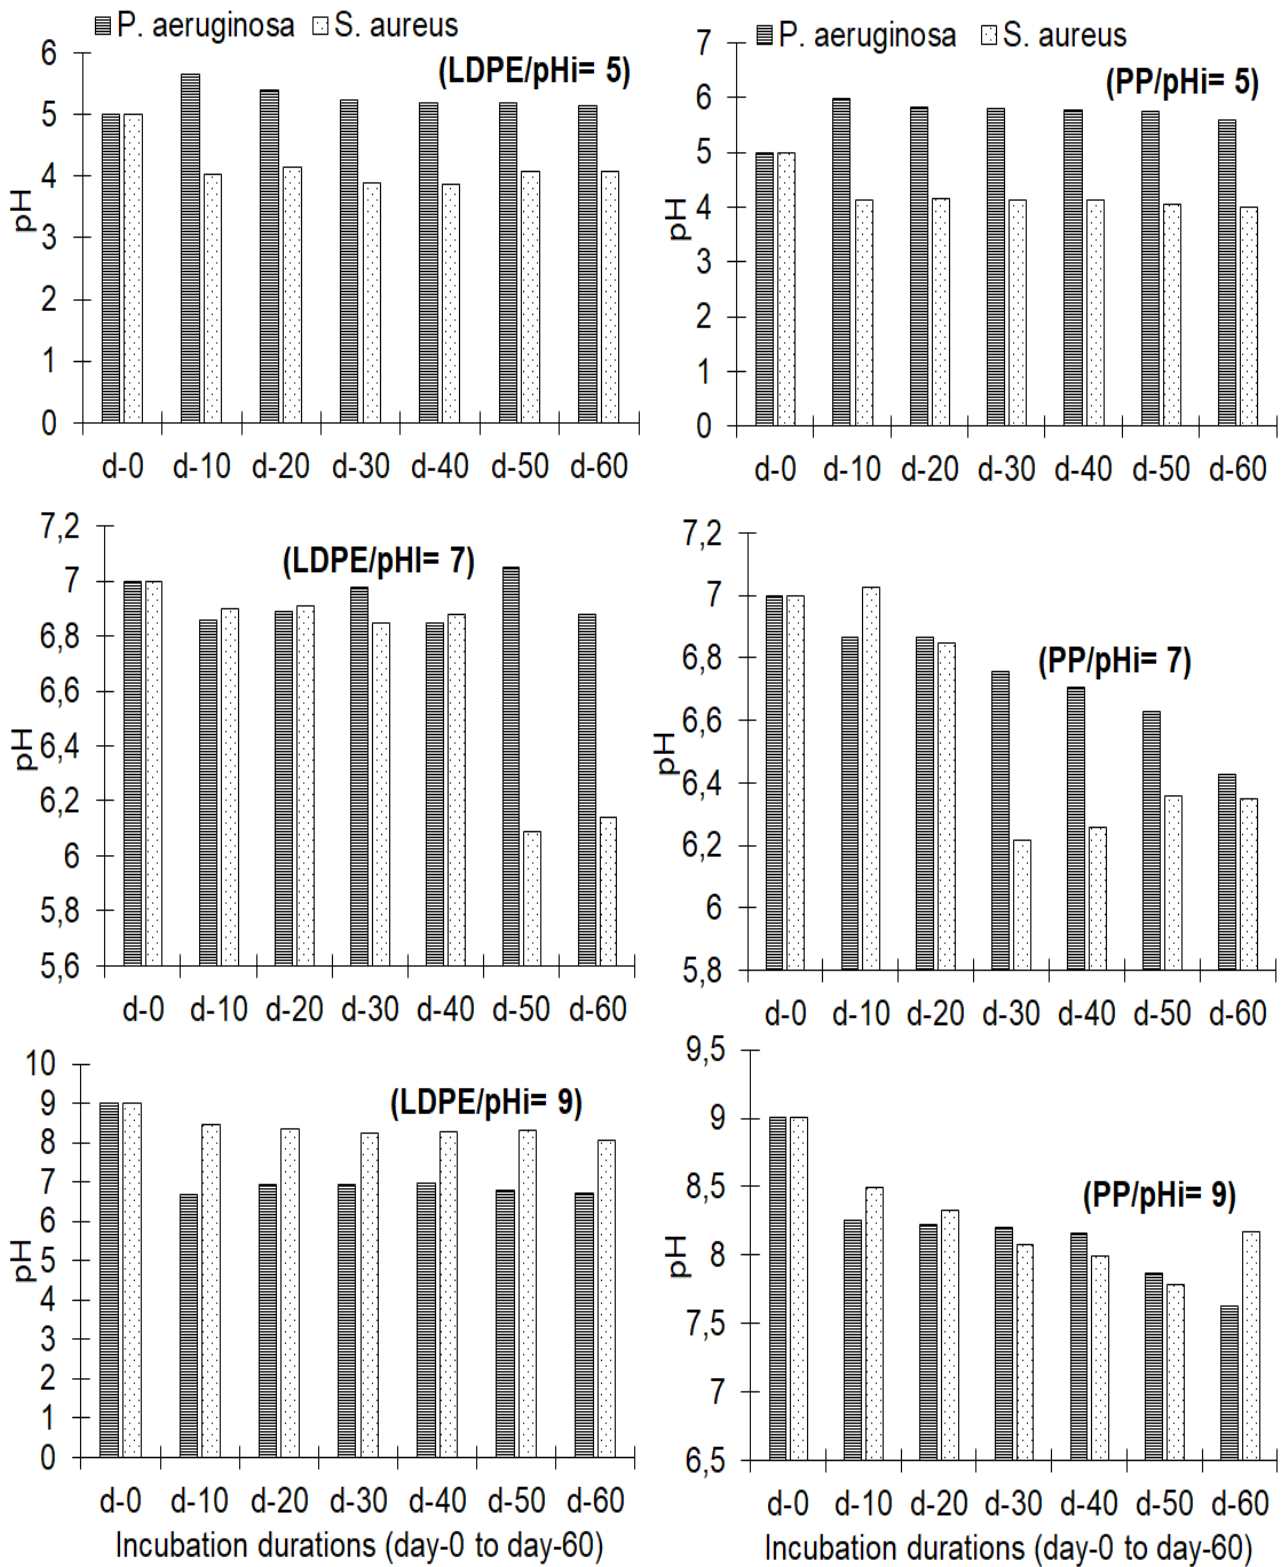 P. aeruginosa S. aureus
(LDPE/pHi= 5)
6
5
4
3
2
1
0
pH
d-0 d-10 d-20 d-30 d-40 d-50 d-60
P. aeruginosa S. aureus
(PP/pHi= 5)
7
6
5
4
3
2
1
0
pH
d-0 d-10 d-20 d-30 d-40 d-50 d-60
(LDPE/pHI= 7)
7,2
7
6,8
6,6
6,4
6,2
6
5,8
5,6
pH
d-0 d-10 d-20 d-30 d-40 d-50 d-60
(PP/pHi= 7)
7,2
7
6,8
6,6
6,4
6,2
6
5,8
pH
d-0 d-10 d-20 d-30 d-40 d-50 d-60
(LDPE/pHi= 9)
10
9
8
7
6
5
4
3
2
1
0
pH
d-0 d-10 d-20 d-30 d-40 d-50 d-60
Incubation durations (day-0 to day-60)
(PP/pHi= 9)
9,5
9
8,5
8
7,5
7
6,5
pH
d-0 d-10 d-20 d-30 d-40 d-50 d-60
Incubation durations (day-0 to day-60)